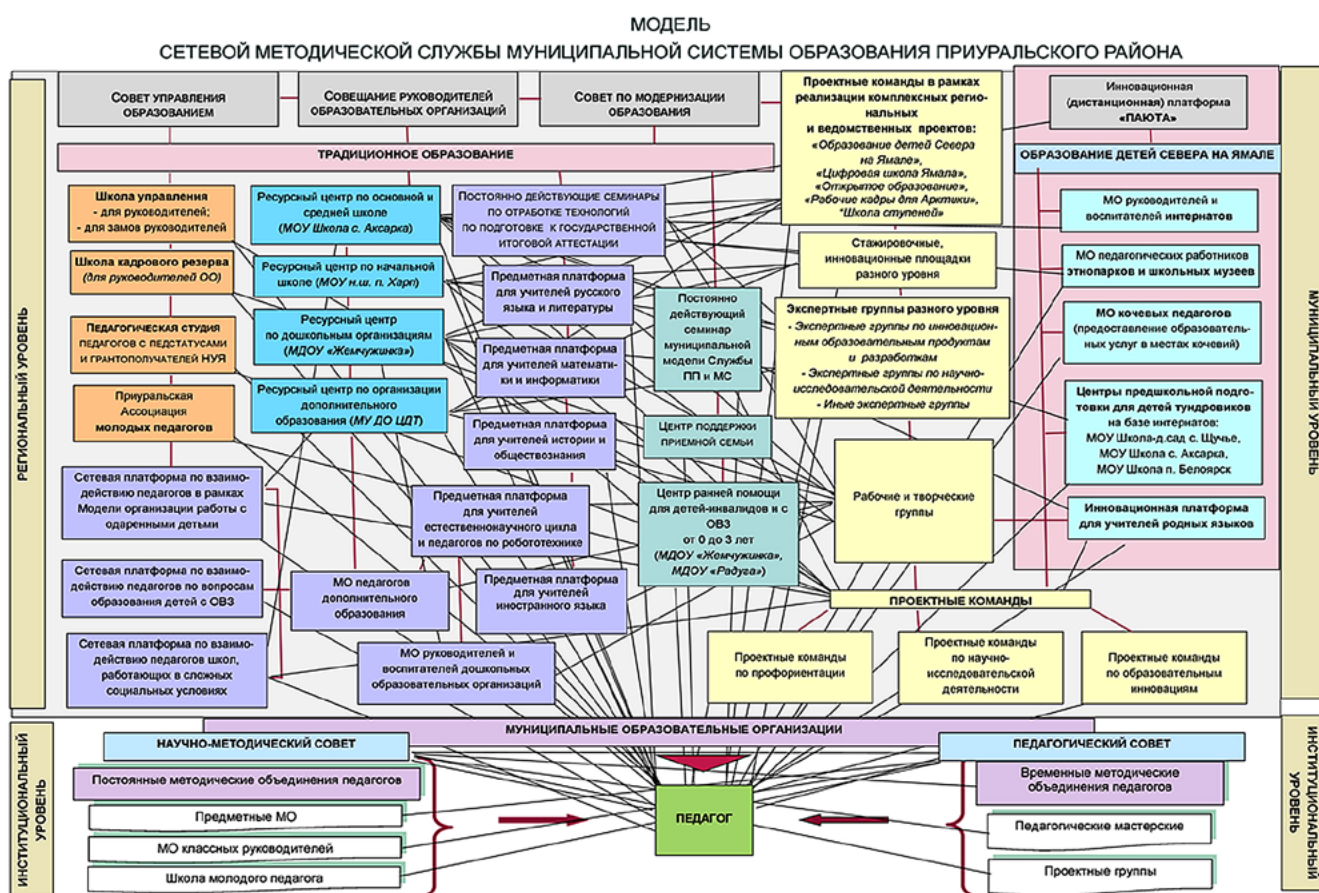 МОДЕЛЬ
СЕТЕВОЙ МЕТОДИЧЕСКОЙ СЛУЖБЫ МУНИЦИПАЛЬНОЙ СИСТЕМЫ ОБРАЗОВАНИЯ ПРИУРАЛЬСКОГО РАЙОНА
РЕГИОНАЛЬНЫЙ УРОВЕНЬ
СОВЕТ УПРАВЛЕНИЯ
ОБРАЗОВАНИЕМ
СОВЕЩАНИЕ РУКОВОДИТЕЛЕЙ
ОБРАЗОВАТЕЛЬНЫХ ОРГАНИЗАЦИЙ
СОВЕТ ПО МОДЕРНИЗАЦИИ
ОБРАЗОВАНИЯ
Проектные команды в рамках
реализации комплексных регио-
нальных
и ведомственных проектов:
«Образование детей Севера
на Ямале»,
«Цифровая школа Ямала»,
«Открытое образование»,
«Рабочие кадры для Арктики»,
"Школа ступеней»
Инновационная
(дистанционная) платформа
«ПАЮТА»
МУНИЦИПАЛЬНЫЙ УРОВЕНЬ
ТРАДИЦИОННОЕ ОБРАЗОВАНИЕ
ОБРАЗОВАНИЕ ДЕТЕЙ СЕВЕРА НА ЯМАЛЕ
Школа управления
- для руководителей;
- для замов руководителей
Школа кадрового резерва
(для руководителей ОО)
ПЕДАГОГИЧЕСКАЯ СТУДИЯ
ПЕДАГОГОВ С ПЕДСТАТУСАМИ
И ГРАНТОПОЛУЧАТЕЛЕЙ НУЯ
Приуральская
Ассоциация
молодых педагогов
Ресурсный центр по основной и
средней школе
(МОУ Школа с. Аксарка)
Ресурсный центр по начальной
школе (МОУ н.ш. п. Харп)
Ресурсный центр
по дошкольным организациям
(МДОУ «Жемчужинка»)
Ресурсный центр по организации
дополнительного
образования (МУ ДО ЦДТ)
ПОСТОЯННО ДЕЙСТВУЮЩИЕ СЕМИНАРЫ
ПО ОТРАБОТКЕ ТЕХНОЛОГИЙ
ПО ПОДГОТОВКЕ К ГОСУДАРСТВЕННОЙ
ИТОГОВОЙ АТТЕСТАЦИИ
Предметная платформа
для учителей русского
языка и литературы
Предметная платформа
для учителей математи-
ки и информатики
Предметная платформа
для учителей истории и
обществознания
Предметная платформа
для учителей
естественнонаучного цикла
и педагогов по робототехнике
Предметная платформа
для учителей
иностранного языка
Постоянно
действующий
семинар
муниципальной
модели Службы
ПП и МС
ЦЕНТР ПОДДЕРЖКИ
ПРИЕМНОЙ СЕМЬИ
Центр ранней помощи
для детей-инвалидов и с
ОВЗ
от 0 до 3 лет
(МДОУ «Жемчужинка»,
МДОУ «Радуга»)
Стажировочные,
инновационные площадки
разного уровня
Экспертные группы разного уровня
- Экспертные группы по инновацион-
ным образовательным продуктам
и разработкам
- Экспертные группы по научно-
исследовательской деятельности
- Иные экспертные группы
Рабочие и творческие
группы
МО руководителей и
воспитателей интернатов
МО педагогических работников
этнопарков и школьных музеев
МО кочевых педагогов
(предоставление образователь-
ных услуг в местах кочевий)
Центры предшкольной подго-
товки для детей тундровиков
на базе интернатов:
МОУ Школа-д.сад с. Щучье,
МОУ Школа с. Аксарка,
МОУ Школа п. Белоярск
Инновационная платформа
для учителей родных языков
Сетевая платформа по взаимо-
действию педагогов в рамках
Модели организации работы с
одаренными детьми
Сетевая платформа по взаимо-
действию педагогов по вопросам
образования детей с ОВЗ
Сетевая платформа по взаимо-
действию педагогов школ,
работающих в сложных
социальных условиях
МО педагогов
дополнительного
образования
МО руководителей и
воспитателей дошкольных
образовательных организаций
ПРОЕКТНЫЕ КОМАНДЫ
Проектные команды
по профориентации
Проектные команды
по научно-
исследовательской
деятельности
Проектные команды
по образовательным
инновациям
ИНСТИТУЦИОНАЛЬНЫЙ
УРОВЕНЬ
МУНИЦИПАЛЬНЫЕ ОБРАЗОВАТЕЛЬНЫЕ ОРГАНИЗАЦИИ
НАУЧНО-МЕТОДИЧЕСКИЙ СОВЕТ
ПЕДАГОГИЧЕСКИЙ СОВЕТ
Постоянные методические объединения педагогов
Предметные МО
МО классных руководителей
Школа молодого педагога
ПЕДАГОГ
Временные методические
объединения педагогов
Педагогические мастерские
Проектные группы
ИНСТИТУЦИОНАЛЬНЫЙ
УРОВЕНЬ